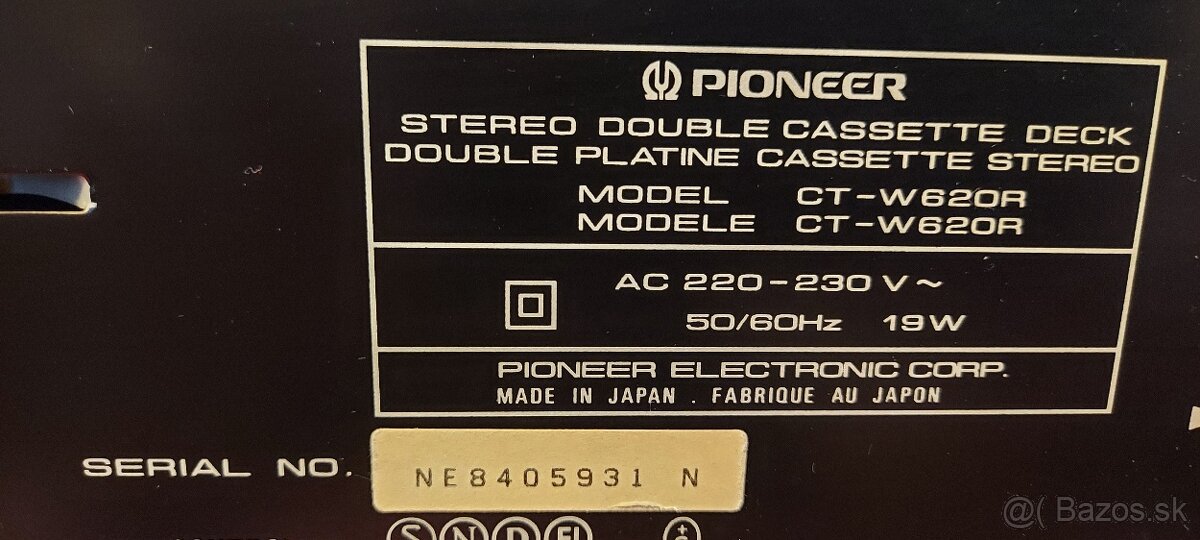 PIONEER
STEREO DOUBLE CASSETTE DECK
DOUBLE PLATINE CASSETTE STEREO
MODEL CT-W620R
MODELE CT-W620R
AC 220-230 V~
50/60Hz 19W
PIONEER ELECTRONIC CORP.
MADE IN JAPAN . FABRIQUE AU JAPON
SERIAL NO. NE8405931 N
S N D FI
@( Bazos.sk